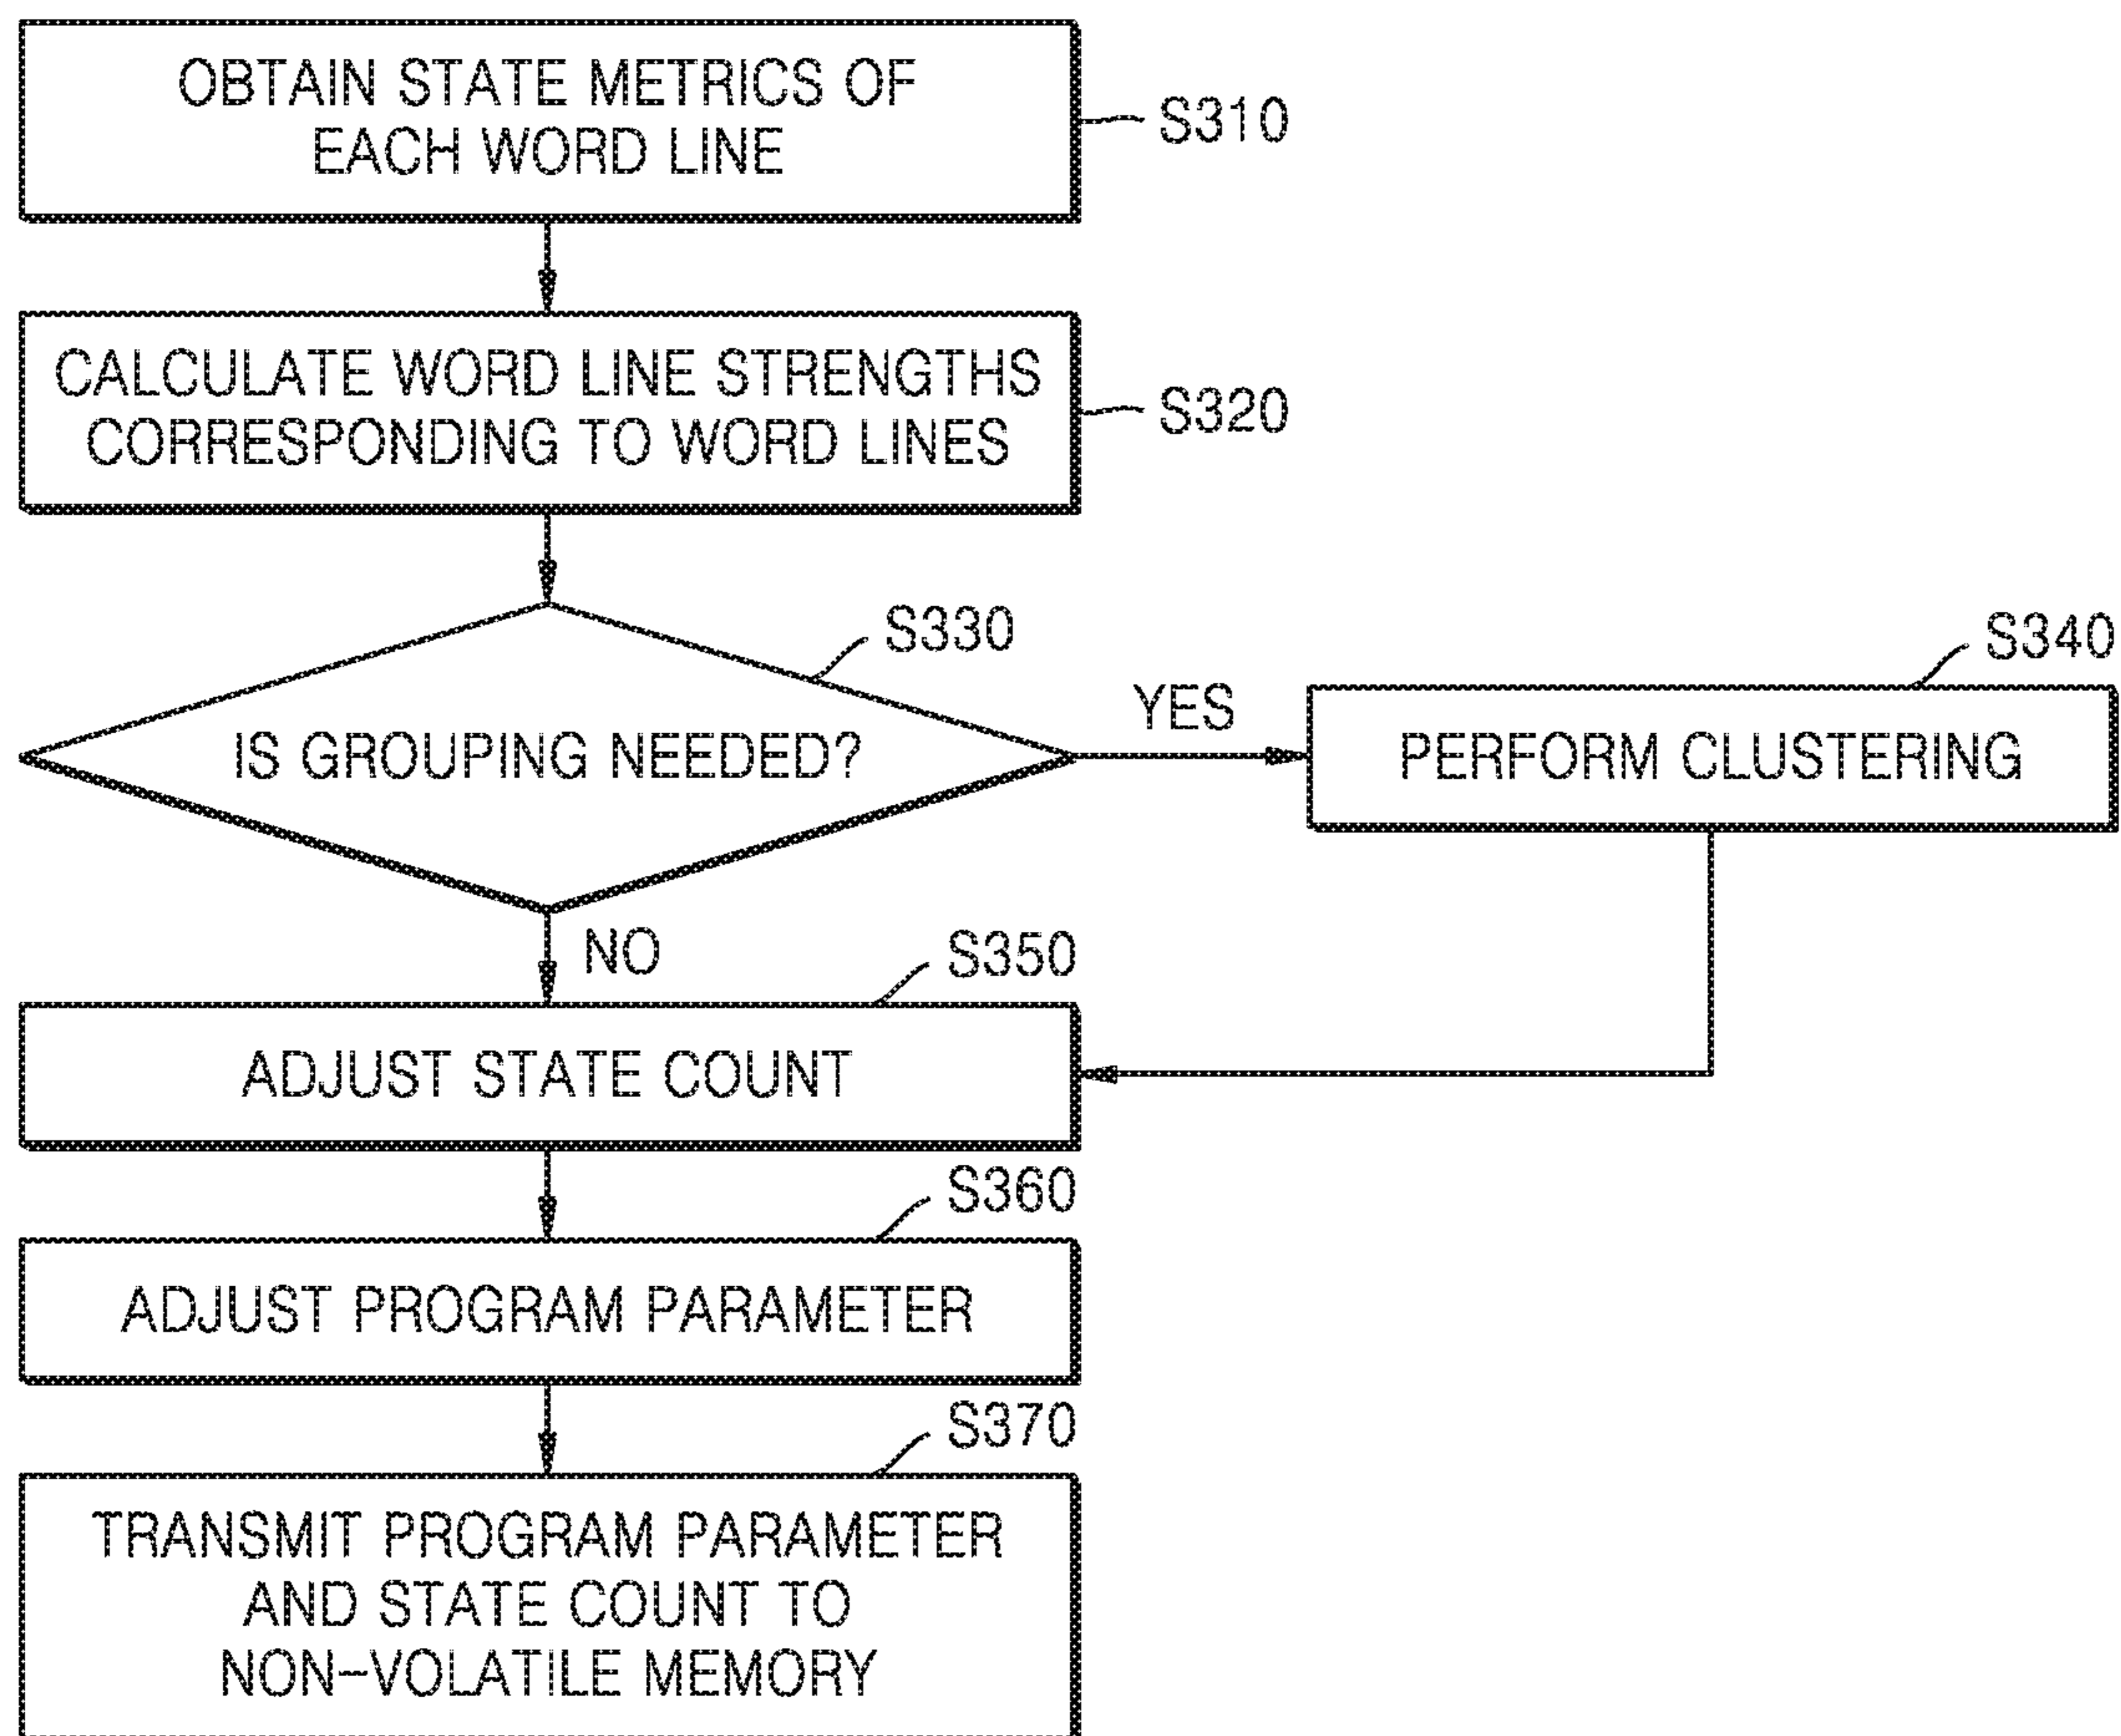 OBTAIN STATE METRICS OF
EACH WORD LINE
S310
CALCULATE WORD LINE STRENGTHS
CORRESPONDING TO WORD LINES
S320
S330
IS GROUPING NEEDED?
YES
S340
PERFORM CLUSTERING
NO
S350
ADJUST STATE COUNT
S360
ADJUST PROGRAM PARAMETER
S370
TRANSMIT PROGRAM PARAMETER
AND STATE COUNT TO
NON-VOLATILE MEMORY